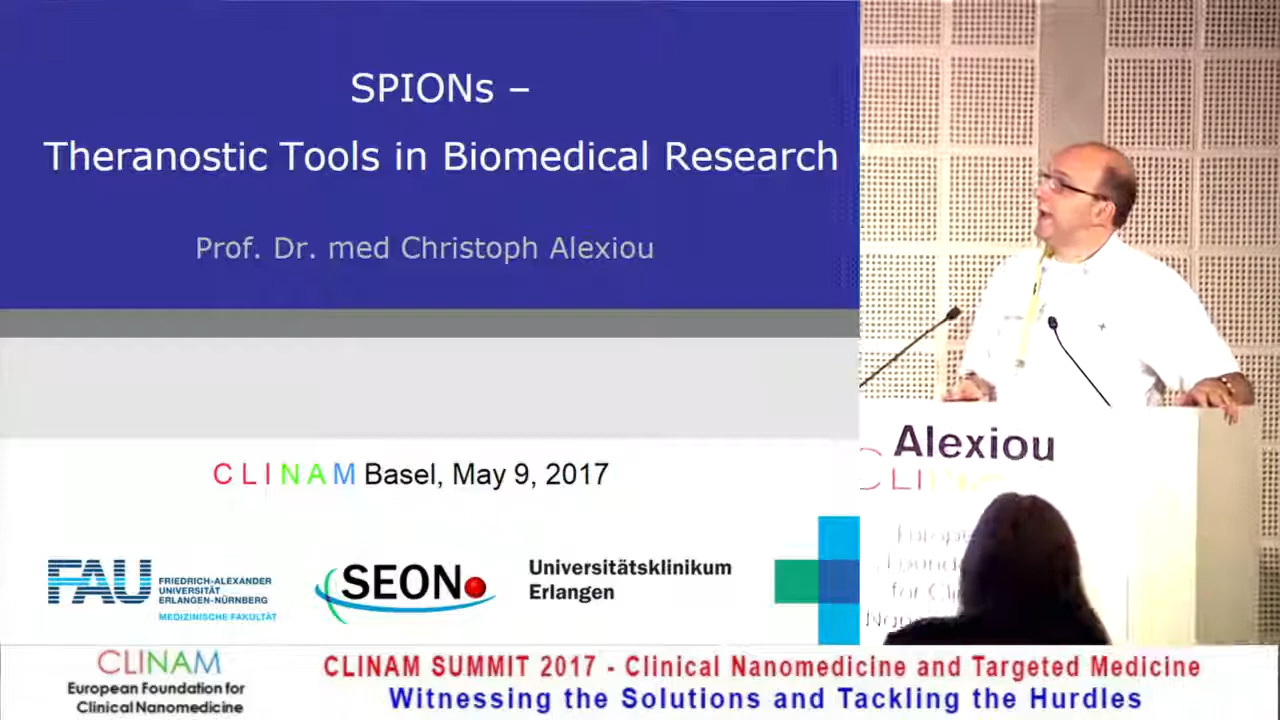 SPIONs –
Theranostic Tools in Biomedical Research
Prof. Dr. med Christoph Alexiou
CLINAM Basel, May 9, 2017
FAU
FRIEDRICH-ALEXANDER
UNIVERSITÄT
ERLANGEN-NÜRNBERG
MEDIZINISCHE FAKULTÄT
SEON
Universitätsklinikum
Erlangen
Alexiou
CLINAM
European Foundation for
Clinical Nanomedicine
CLINAM SUMMIT 2017 - Clinical Nanomedicine and Targeted Medicine
Witnessing the Solutions and Tackling the Hurdles